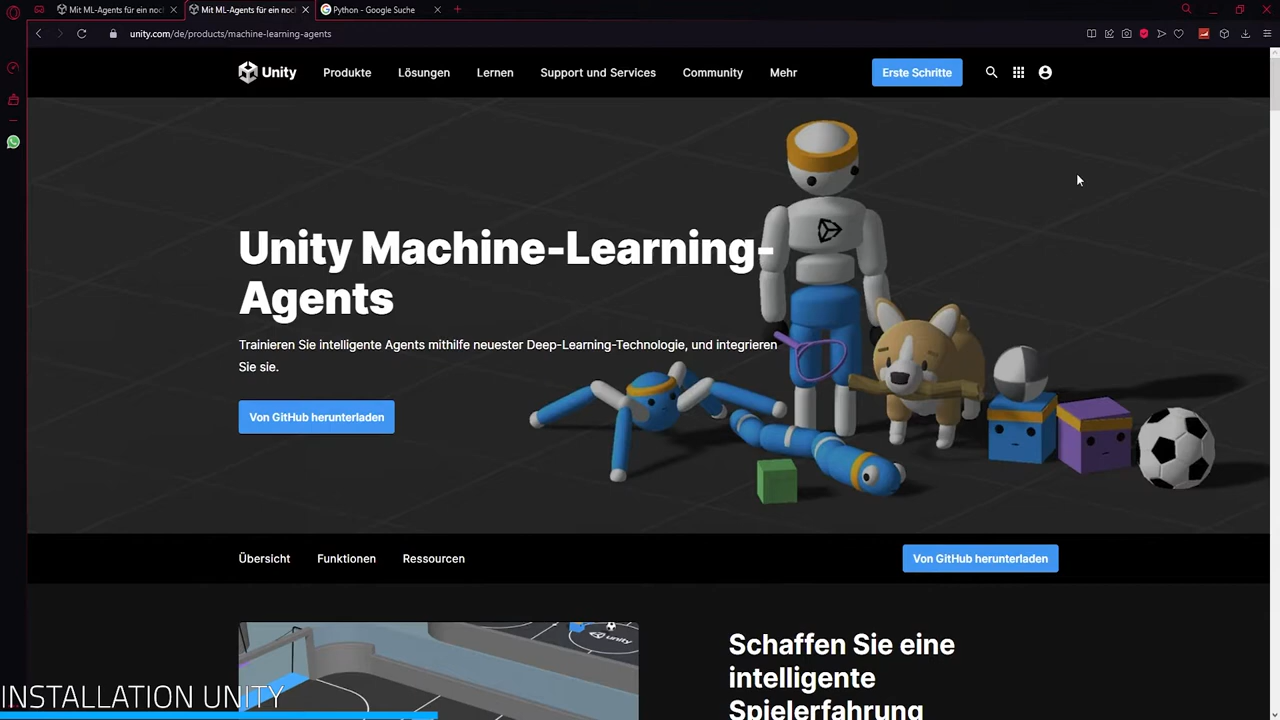 Mit ML-Agents für ein noc
Mit ML-Agents für ein noc
Python - Google Suche
unity.com/de/products/machine-learning-agents
Unity
Produkte
Lösungen
Lernen
Support und Services
Community
Mehr
Erste Schritte
Unity Machine-Learning-
Agents
Trainieren Sie intelligente Agents mithilfe neuester Deep-Learning-Technologie, und integrieren
Sie sie.
Von GitHub herunterladen
Übersicht
Funktionen
Ressourcen
Von GitHub herunterladen
unity
Schaffen Sie eine
intelligente
Spielerfahrung
INSTALLATION UNITY